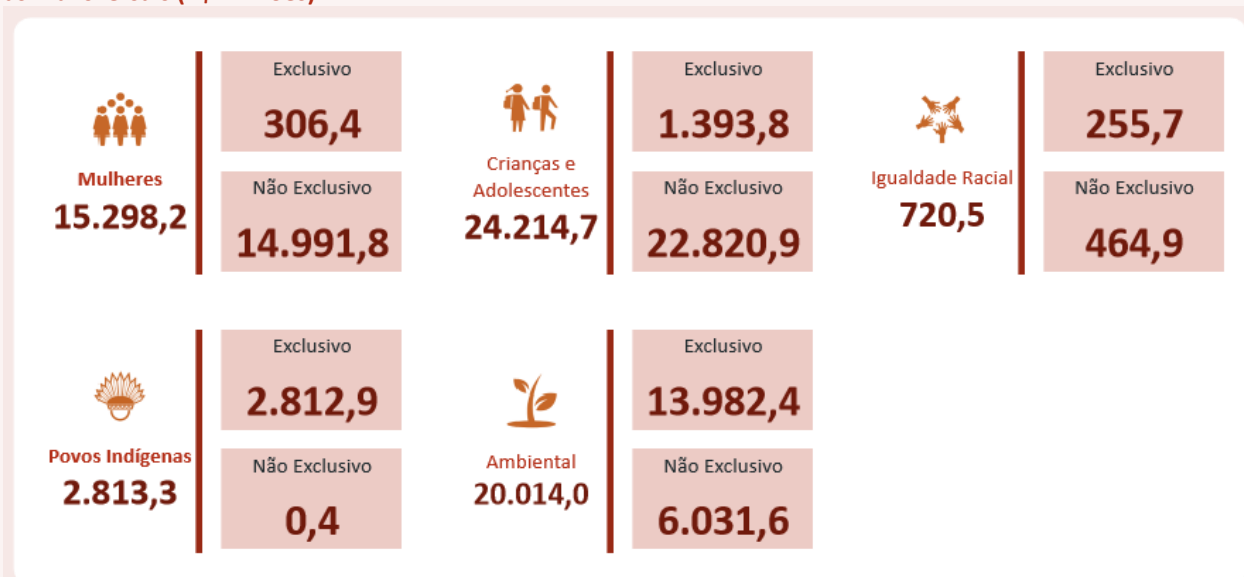 Mulheres
15.298,2
Exclusivo
306,4
Não Exclusivo
14.991,8
Crianças e
Adolescentes
24.214,7
Exclusivo
1.393,8
Não Exclusivo
22.820,9
Igualdade Racial
720,5
Exclusivo
255,7
Não Exclusivo
464,9
Povos Indígenas
2.813,3
Exclusivo
2.812,9
Não Exclusivo
0,4
Ambiental
20.014,0
Exclusivo
13.982,4
Não Exclusivo
6.031,6